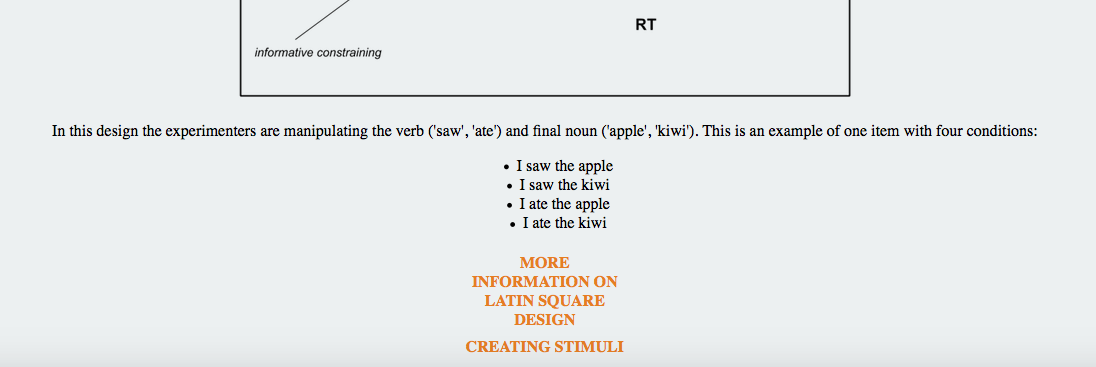 RT
informative constraining
In this design the experimenters are manipulating the verb ('saw', 'ate') and final noun ('apple', 'kiwi'). This is an example of one item with four conditions:
• I saw the apple
• I saw the kiwi
• I ate the apple
• I ate the kiwi
MORE
INFORMATION ON
LATIN SQUARE
DESIGN
CREATING STIMULI